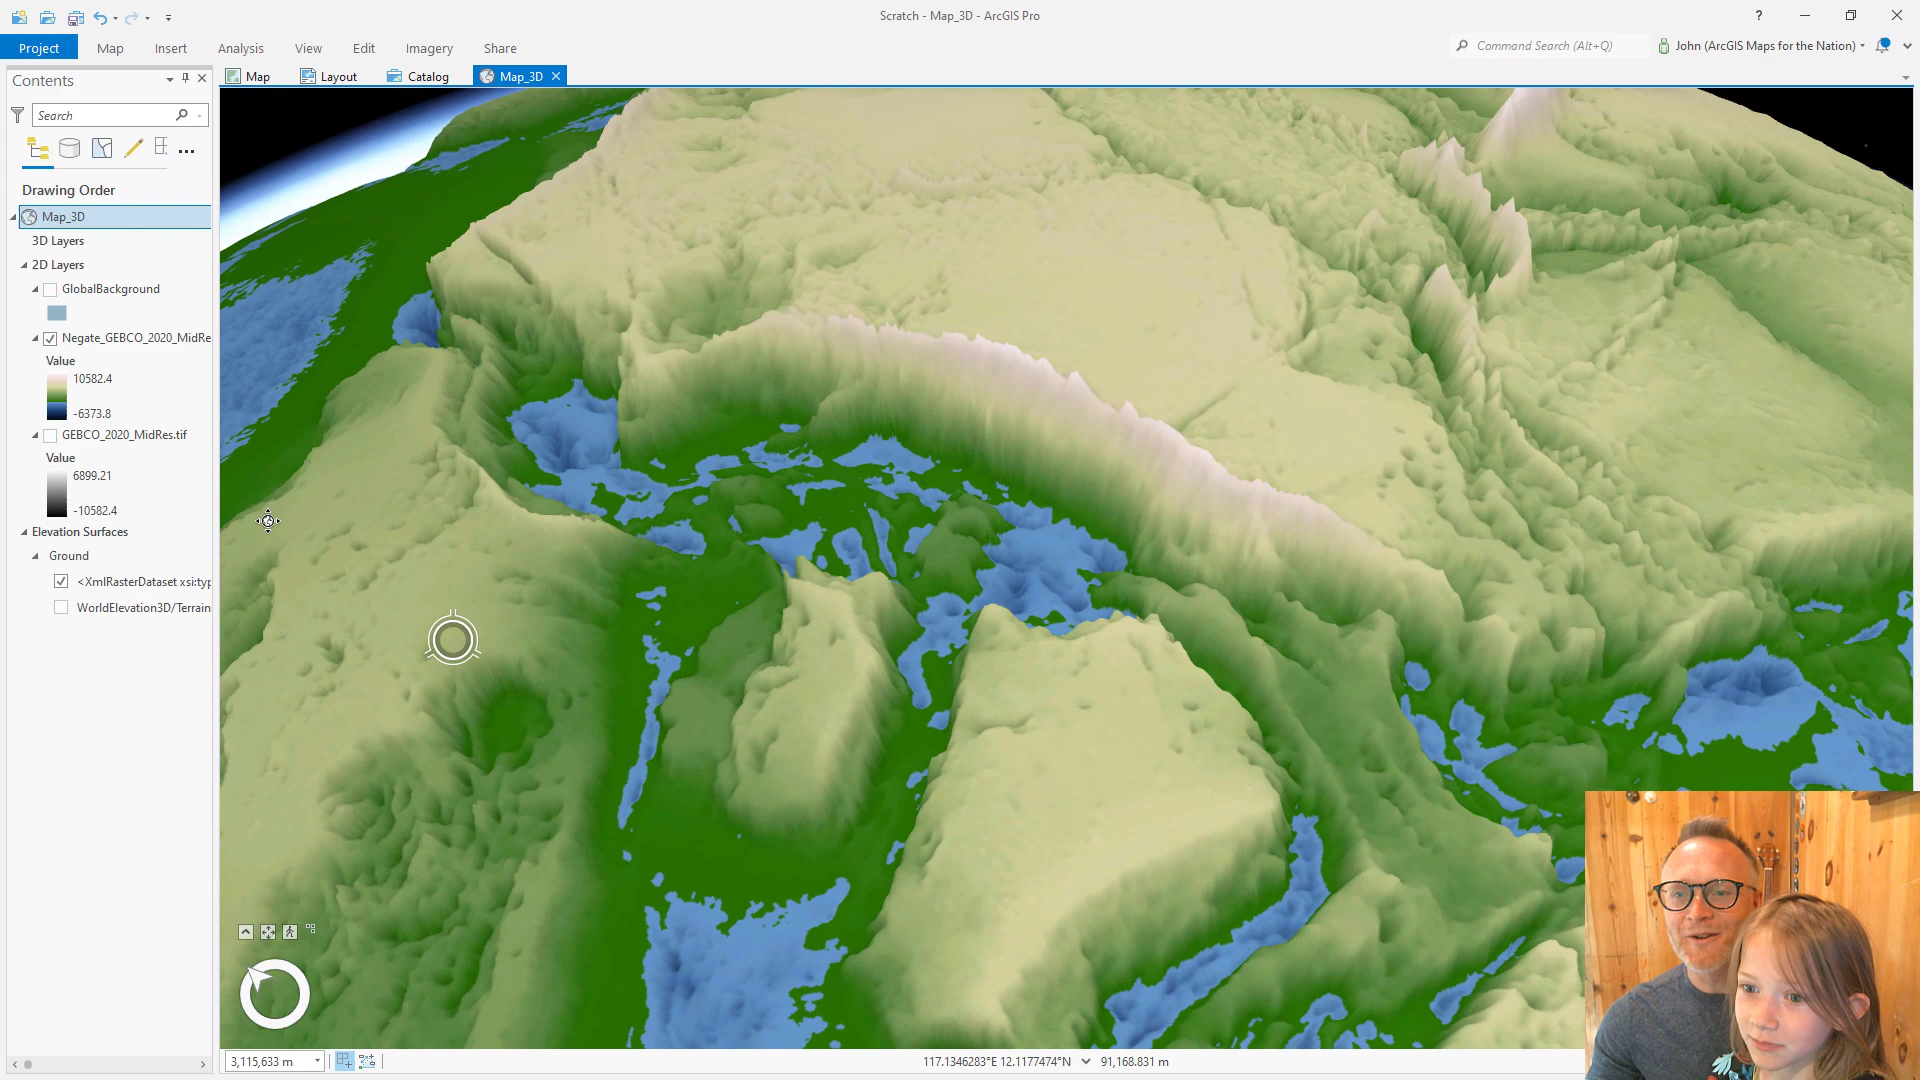 Scratch - Map_3D - ArcGIS Pro
?
Project Map Insert Analysis View Edit Imagery Share
Command Search (Alt+Q)
John (ArcGIS Maps for the Nation)
Contents
Map Layout Catalog Map_3D
Search
Drawing Order
Map_3D
3D Layers
2D Layers
GlobalBackground
Negate_GEBCO_2020_MidRe
Value
10582.4
-6373.8
GEBCO_2020_MidRes.tif
Value
6899.21
-10582.4
Elevation Surfaces
Ground
<XmlRasterDataset xsi:typ
WorldElevation3D/Terrain
3,115,633 m
117.1346283°E 12.1177474°N
91,168.831 m